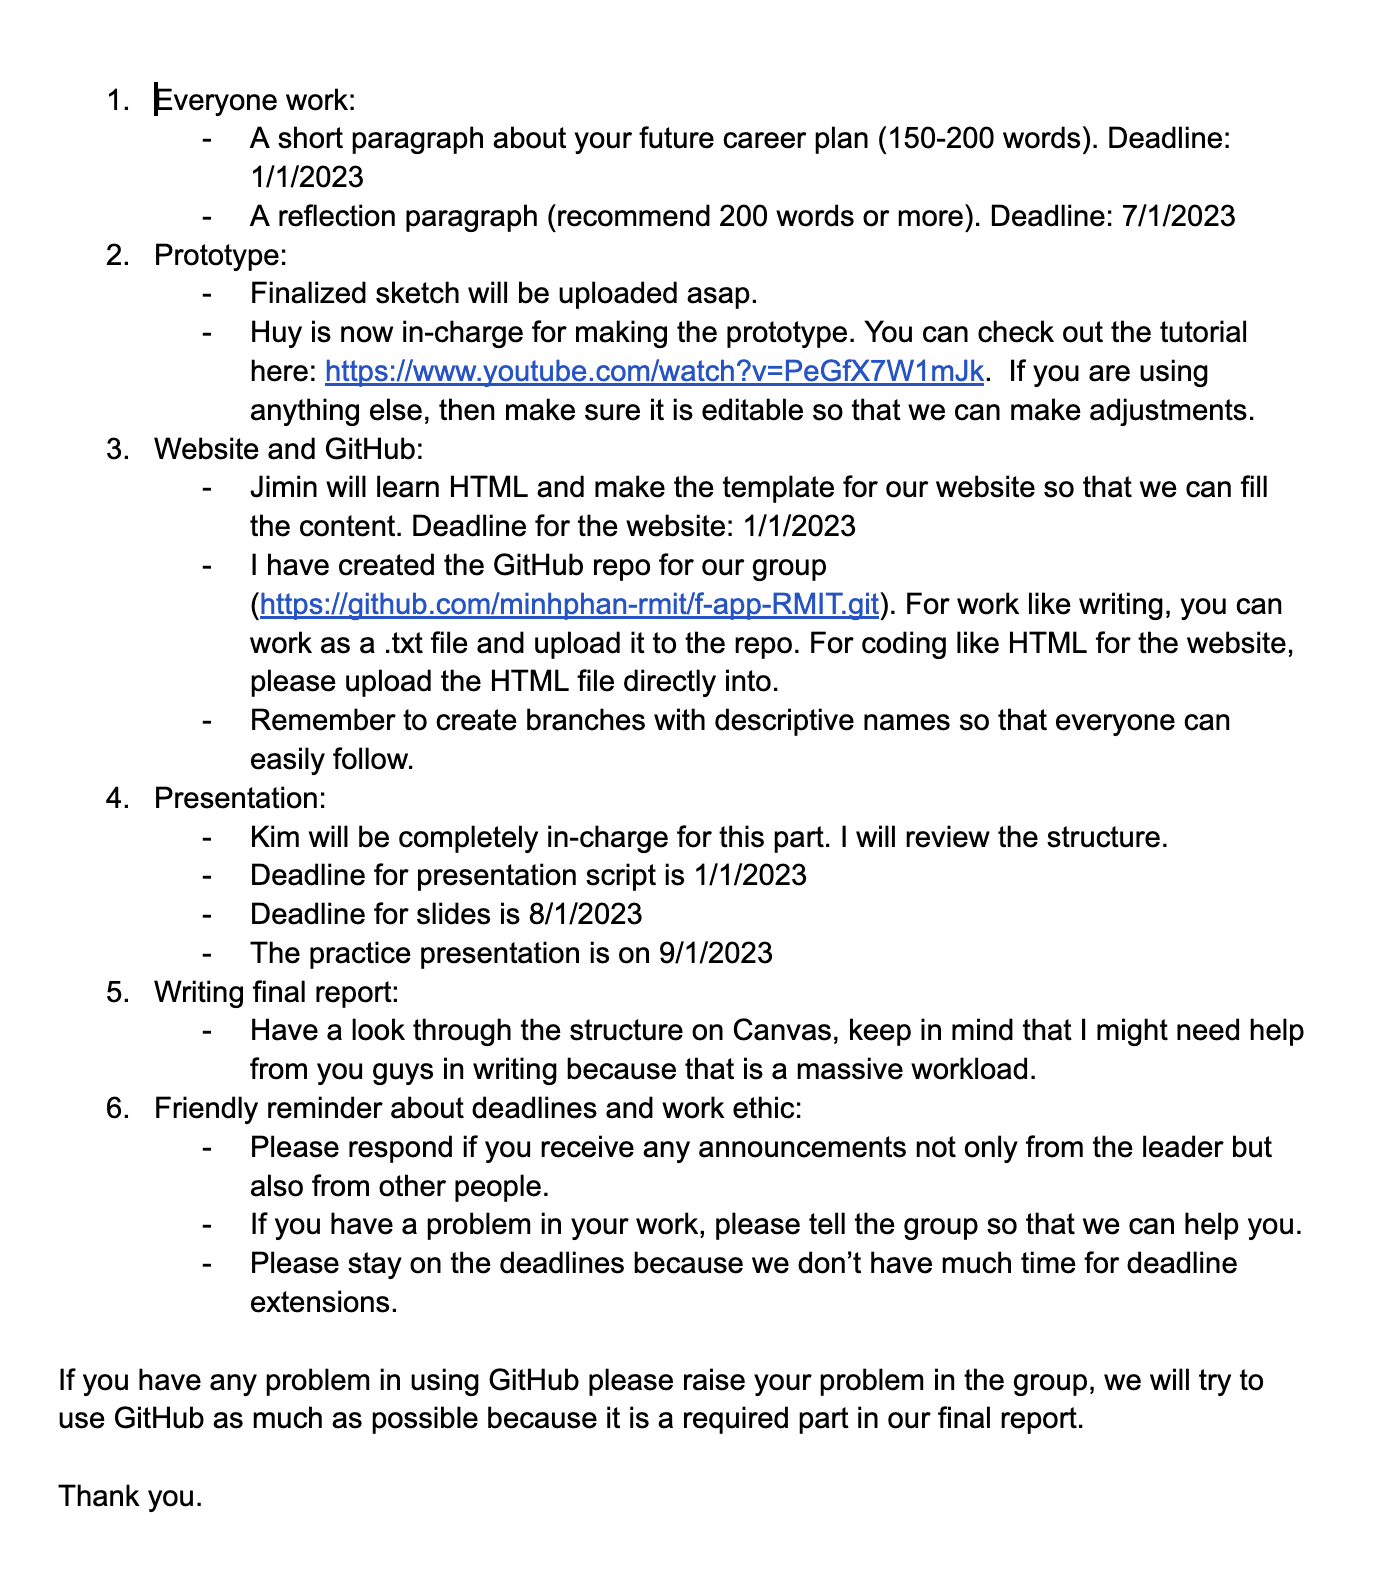 1. Everyone work:
- A short paragraph about your future career plan (150-200 words). Deadline:
1/1/2023
- A reflection paragraph (recommend 200 words or more). Deadline: 7/1/2023
2. Prototype:
- Finalized sketch will be uploaded asap.
- Huy is now in-charge for making the prototype. You can check out the tutorial
here: https://www.youtube.com/watch?v=PeGfX7W1mJk.  If you are using
anything else, then make sure it is editable so that we can make adjustments.
3. Website and GitHub:
- Jimin will learn HTML and make the template for our website so that we can fill
the content. Deadline for the website: 1/1/2023
- I have created the GitHub repo for our group
(https://github.com/minhphan-rmit/f-app-RMIT.git). For work like writing, you can
work as a .txt file and upload it to the repo. For coding like HTML for the website,
please upload the HTML file directly into.
- Remember to create branches with descriptive names so that everyone can
easily follow.
4. Presentation:
- Kim will be completely in-charge for this part. I will review the structure.
- Deadline for presentation script is 1/1/2023
- Deadline for slides is 8/1/2023
- The practice presentation is on 9/1/2023
5. Writing final report:
- Have a look through the structure on Canvas, keep in mind that I might need help
from you guys in writing because that is a massive workload.
6. Friendly reminder about deadlines and work ethic:
- Please respond if you receive any announcements not only from the leader but
also from other people.
- If you have a problem in your work, please tell the group so that we can help you.
- Please stay on the deadlines because we don’t have much time for deadline
extensions.
If you have any problem in using GitHub please raise your problem in the group, we will try to
use GitHub as much as possible because it is a required part in our final report.
Thank you.